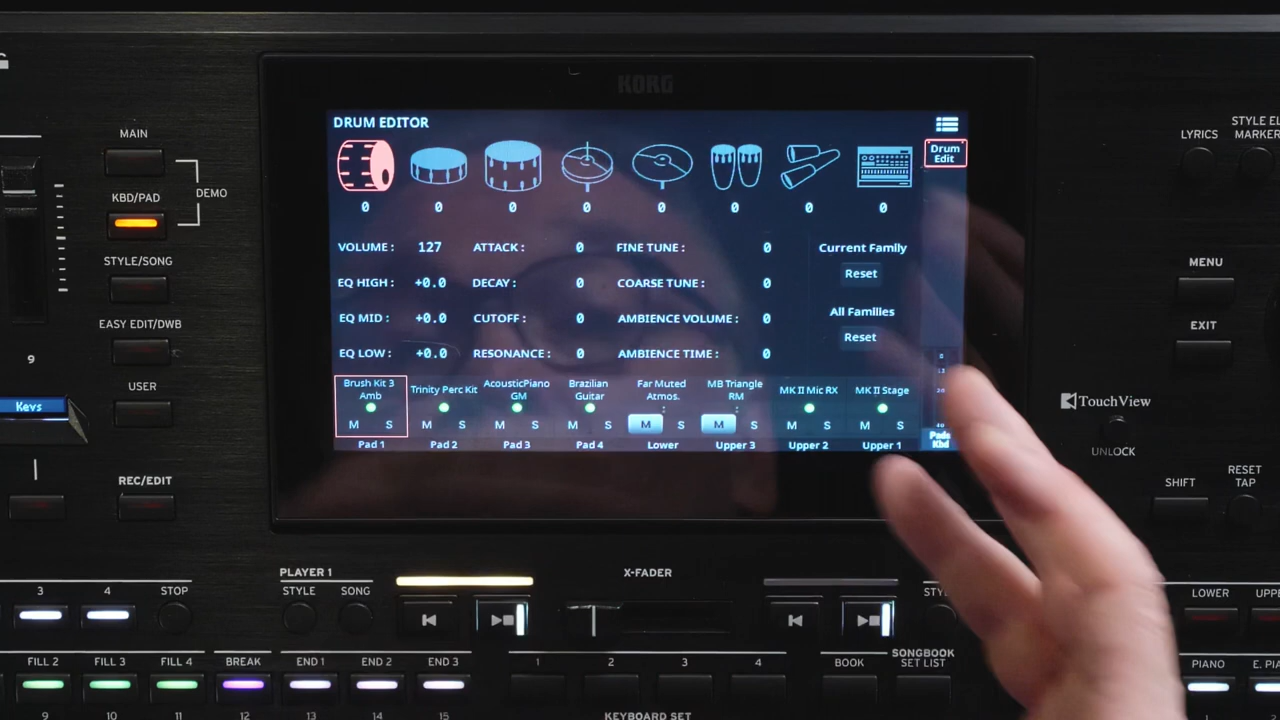 KORG
MAIN
KBD/PAD
DEMO
STYLE/SONG
EASY EDIT/DWB
USER
REC/EDIT
9
Keys
DRUM EDITOR
Drum Edit
0 0 0 0 0 0 0 0
VOLUME : 127 ATTACK : 0 FINE TUNE : 0 Current Family
EQ HIGH : +0.0 DECAY : 0 COARSE TUNE : 0 Reset
EQ MID : +0.0 CUTOFF : 0 AMBIENCE VOLUME : 0 All Families
EQ LOW : +0.0 RESONANCE : 0 AMBIENCE TIME : 0 Reset
Brush Kit 3 Amb Trinity Perc Kit AcousticPiano GM Brazilian Guitar Far Muted Atmos. MB Triangle RM MK II Mic RX MK II Stage
M S M S M S M S M S M S M S M S
Pad 1 Pad 2 Pad 3 Pad 4 Lower Upper 3 Upper 2 Upper 1
Pads Kbd
LYRICS
STYLE
MARKER
MENU
EXIT
TouchView
UNLOCK
SHIFT
RESET TAP
PLAYER 1
X-FADER
3 4 STOP STYLE SONG
LOWER
FILL 2 FILL 3 FILL 4 BREAK END 1 END 2 END 3 1 2 3 4 BOOK
SONGBOOK
SET LIST
PIANO
9 10 11 12 13 14 15
KEYBOARD SET